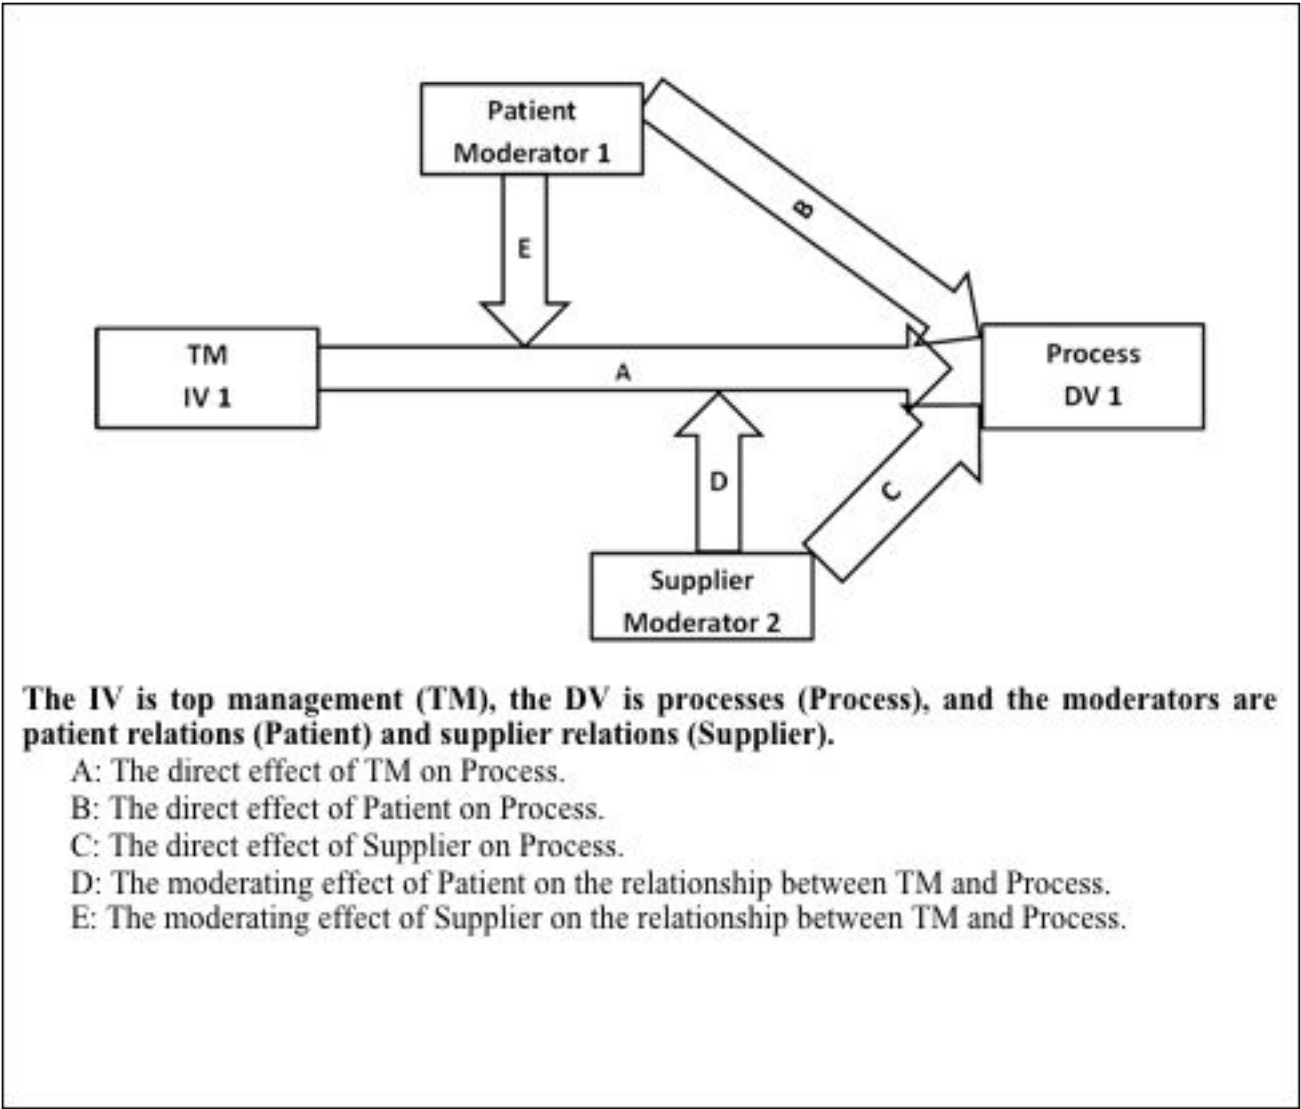 Patient
Moderator 1
B
E
TM
IV 1
A
Process
DV 1
D
C
Supplier
Moderator 2
The IV is top management (TM), the DV is processes (Process), and the moderators are
patient relations (Patient) and supplier relations (Supplier).
A: The direct effect of TM on Process.
B: The direct effect of Patient on Process.
C: The direct effect of Supplier on Process.
D: The moderating effect of Patient on the relationship between TM and Process.
E: The moderating effect of Supplier on the relationship between TM and Process.